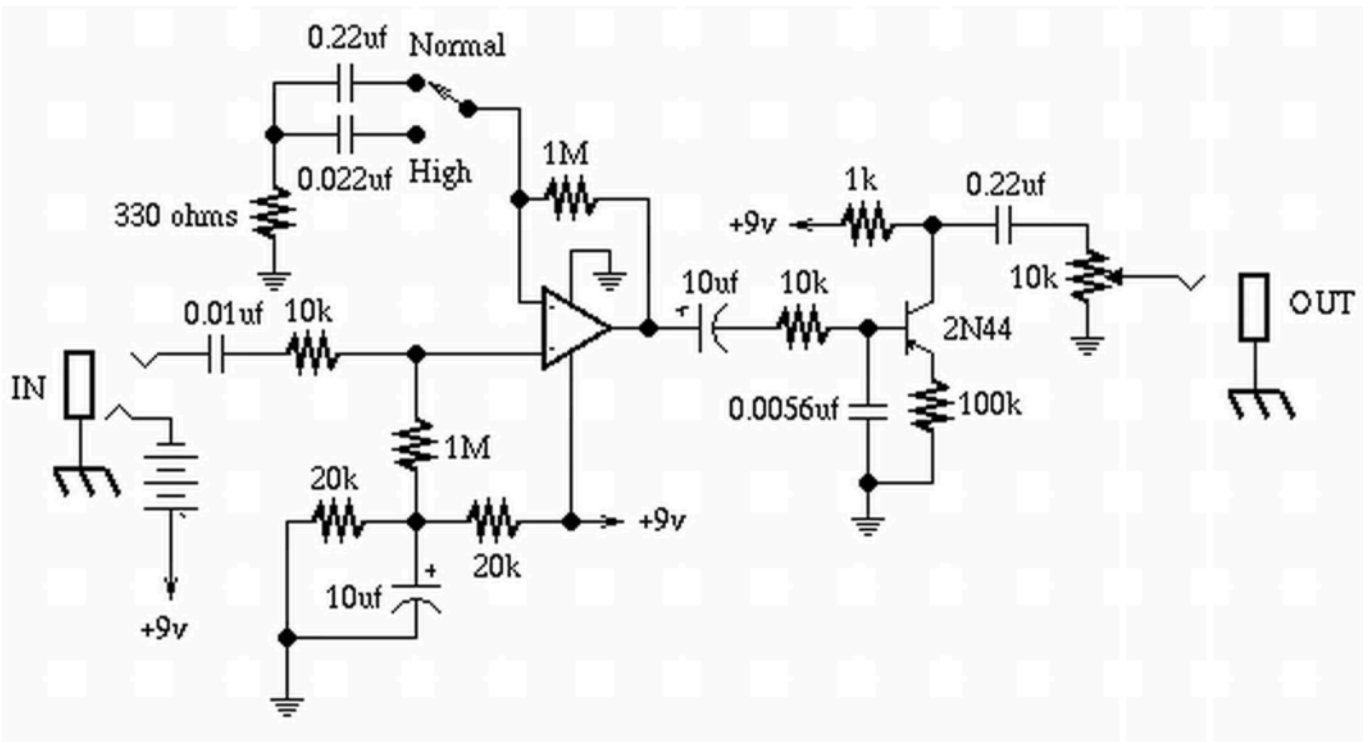 0.22uf
Normal
0.022uf
High
330 ohms
1M
1k
0.22uf
+9v
10k
OUT
10uf
10k
2N44
0.01uf
10k
IN
0.0056uf
100k
1M
20k
20k
+9v
+
10uf
+9v